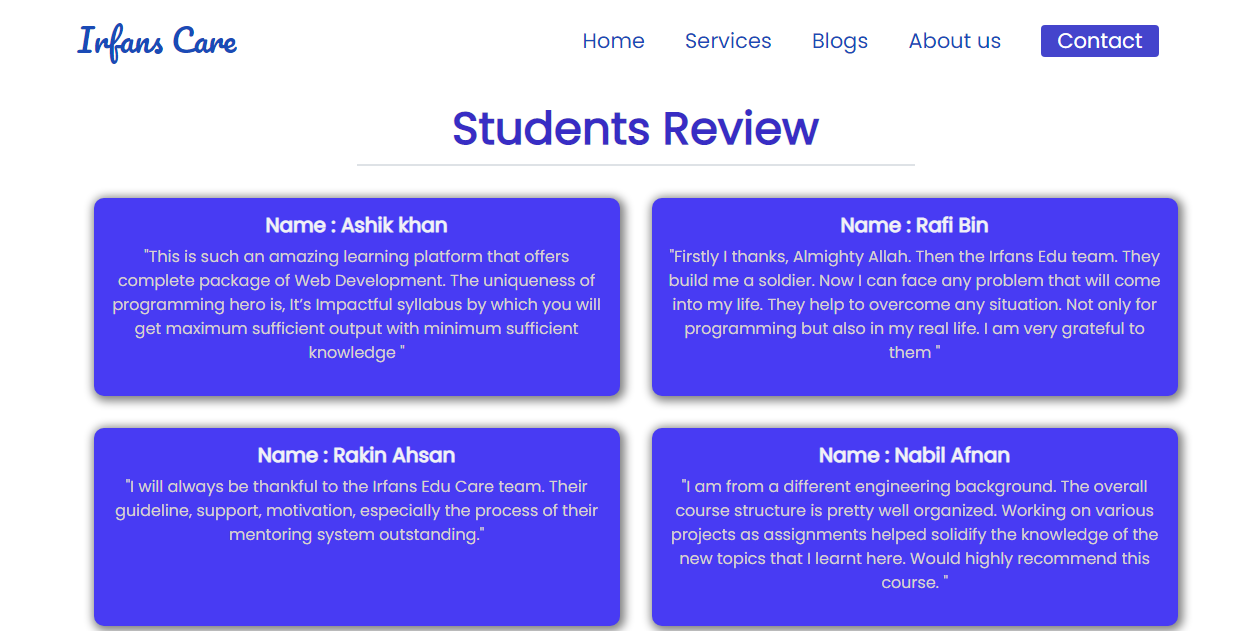 Irfans Care
Home Services Blogs About us Contact
Students Review
Name : Ashik khan
"This is such an amazing learning platform that offers
complete package of Web Development. The uniqueness of
programming hero is, It’s Impactful syllabus by which you will
get maximum sufficient output with minimum sufficient
knowledge "
Name : Rafi Bin
"Firstly I thanks, Almighty Allah. Then the Irfans Edu team. They
build me a soldier. Now I can face any problem that will come
into my life. They help to overcome any situation. Not only for
programming but also in my real life. I am very grateful to
them "
Name : Rakin Ahsan
"I will always be thankful to the Irfans Edu Care team. Their
guideline, support, motivation, especially the process of their
mentoring system outstanding."
Name : Nabil Afnan
"I am from a different engineering background. The overall
course structure is pretty well organized. Working on various
projects as assignments helped solidify the knowledge of the
new topics that I learnt here. Would highly recommend this
course. "